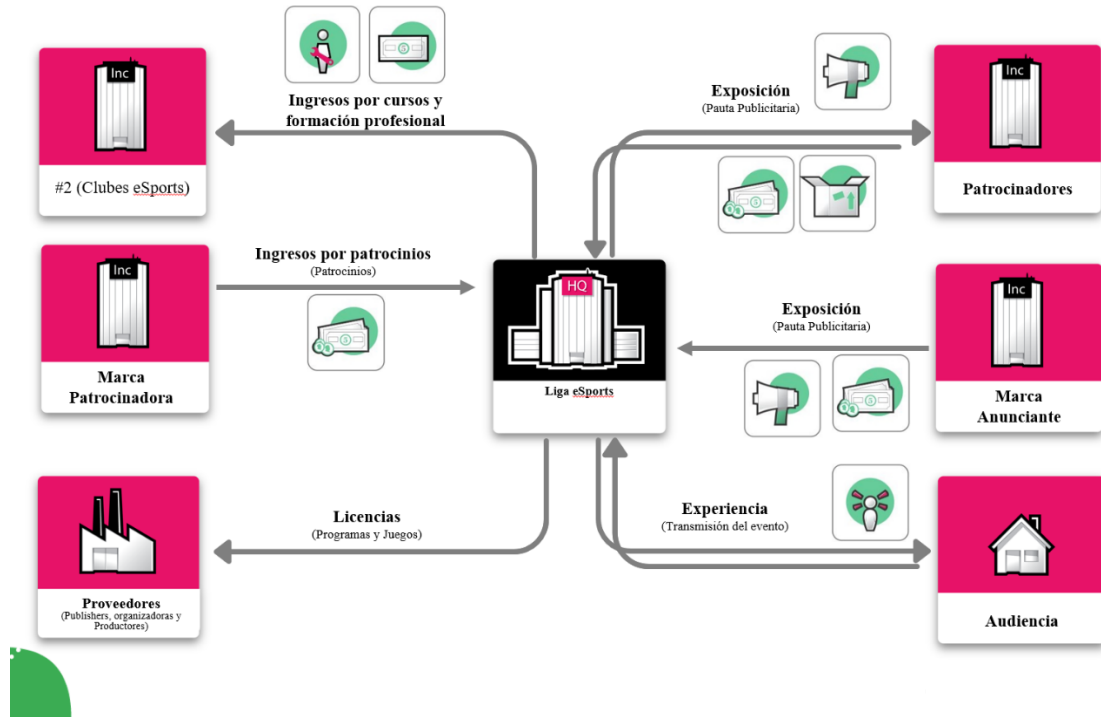 Inc
#2 (Clubes eSports)
Ingresos por cursos y
formación profesional
Exposición
(Pauta Publicitaria)
Inc
Patrocinadores
Inc
Marca
Patrocinadora
Ingresos por patrocinios
(Patrocinios)
HQ
Liga eSports
Exposición
(Pauta Publicitaria)
Inc
Marca
Anunciante
Proveedores
(Publishers, organizadoras y
Productores)
Licencias
(Programas y Juegos)
Experiencia
(Transmisión del evento)
Audiencia